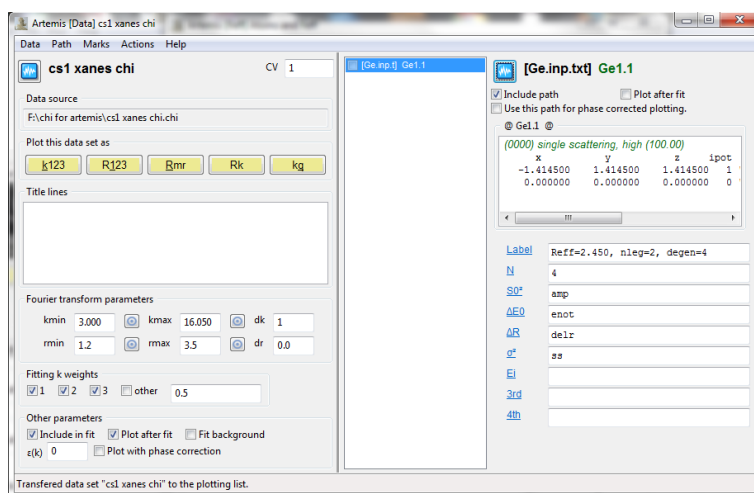 Artemis [Data] cs1 xanes chi
Data Path Marks Actions Help
cs1 xanes chi
CV 1
Data source
F:\chi for artemis\cs1 xanes chi.chi
Plot this data set as
k123 R123 Rmr Rk kq
Title lines
Fourier transform parameters
kmin 3.000 kmax 16.050 dk 1
rmin 1.2 rmax 3.5 dr 0.0
Fitting k weights
1 2 3 other 0.5
Other parameters
Include in fit Plot after fit Fit background
ε(k) 0 Plot with phase correction
[Ge.inp.t] Ge1.1
[Ge.inp.txt] Ge1.1
Include path Plot after fit
Use this path for phase corrected plotting.
@ Ge1.1 @
(0000) single scattering, high (100.00)
x y z ipot
-1.414500 1.414500 1.414500 1 '
0.000000 0.000000 0.000000 0 '
Label Reff=2.450, nleg=2, degen=4
N 4
S0² amp
ΔE0 enot
ΔR delr
σ² ss
Ei
3rd
4th
Transfered data set "cs1 xanes chi" to the plotting list.